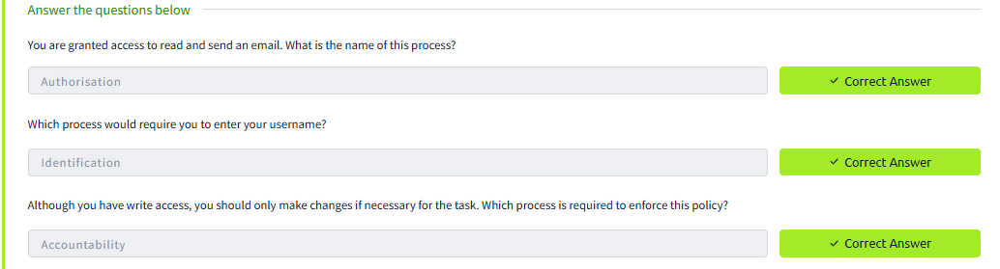 Answer the questions below
You are granted access to read and send an email. What is the name of this process?
Authorisation
✓ Correct Answer
Which process would require you to enter your username?
Identification
✓ Correct Answer
Although you have write access, you should only make changes if necessary for the task. Which process is required to enforce this policy?
Accountability
✓ Correct Answer